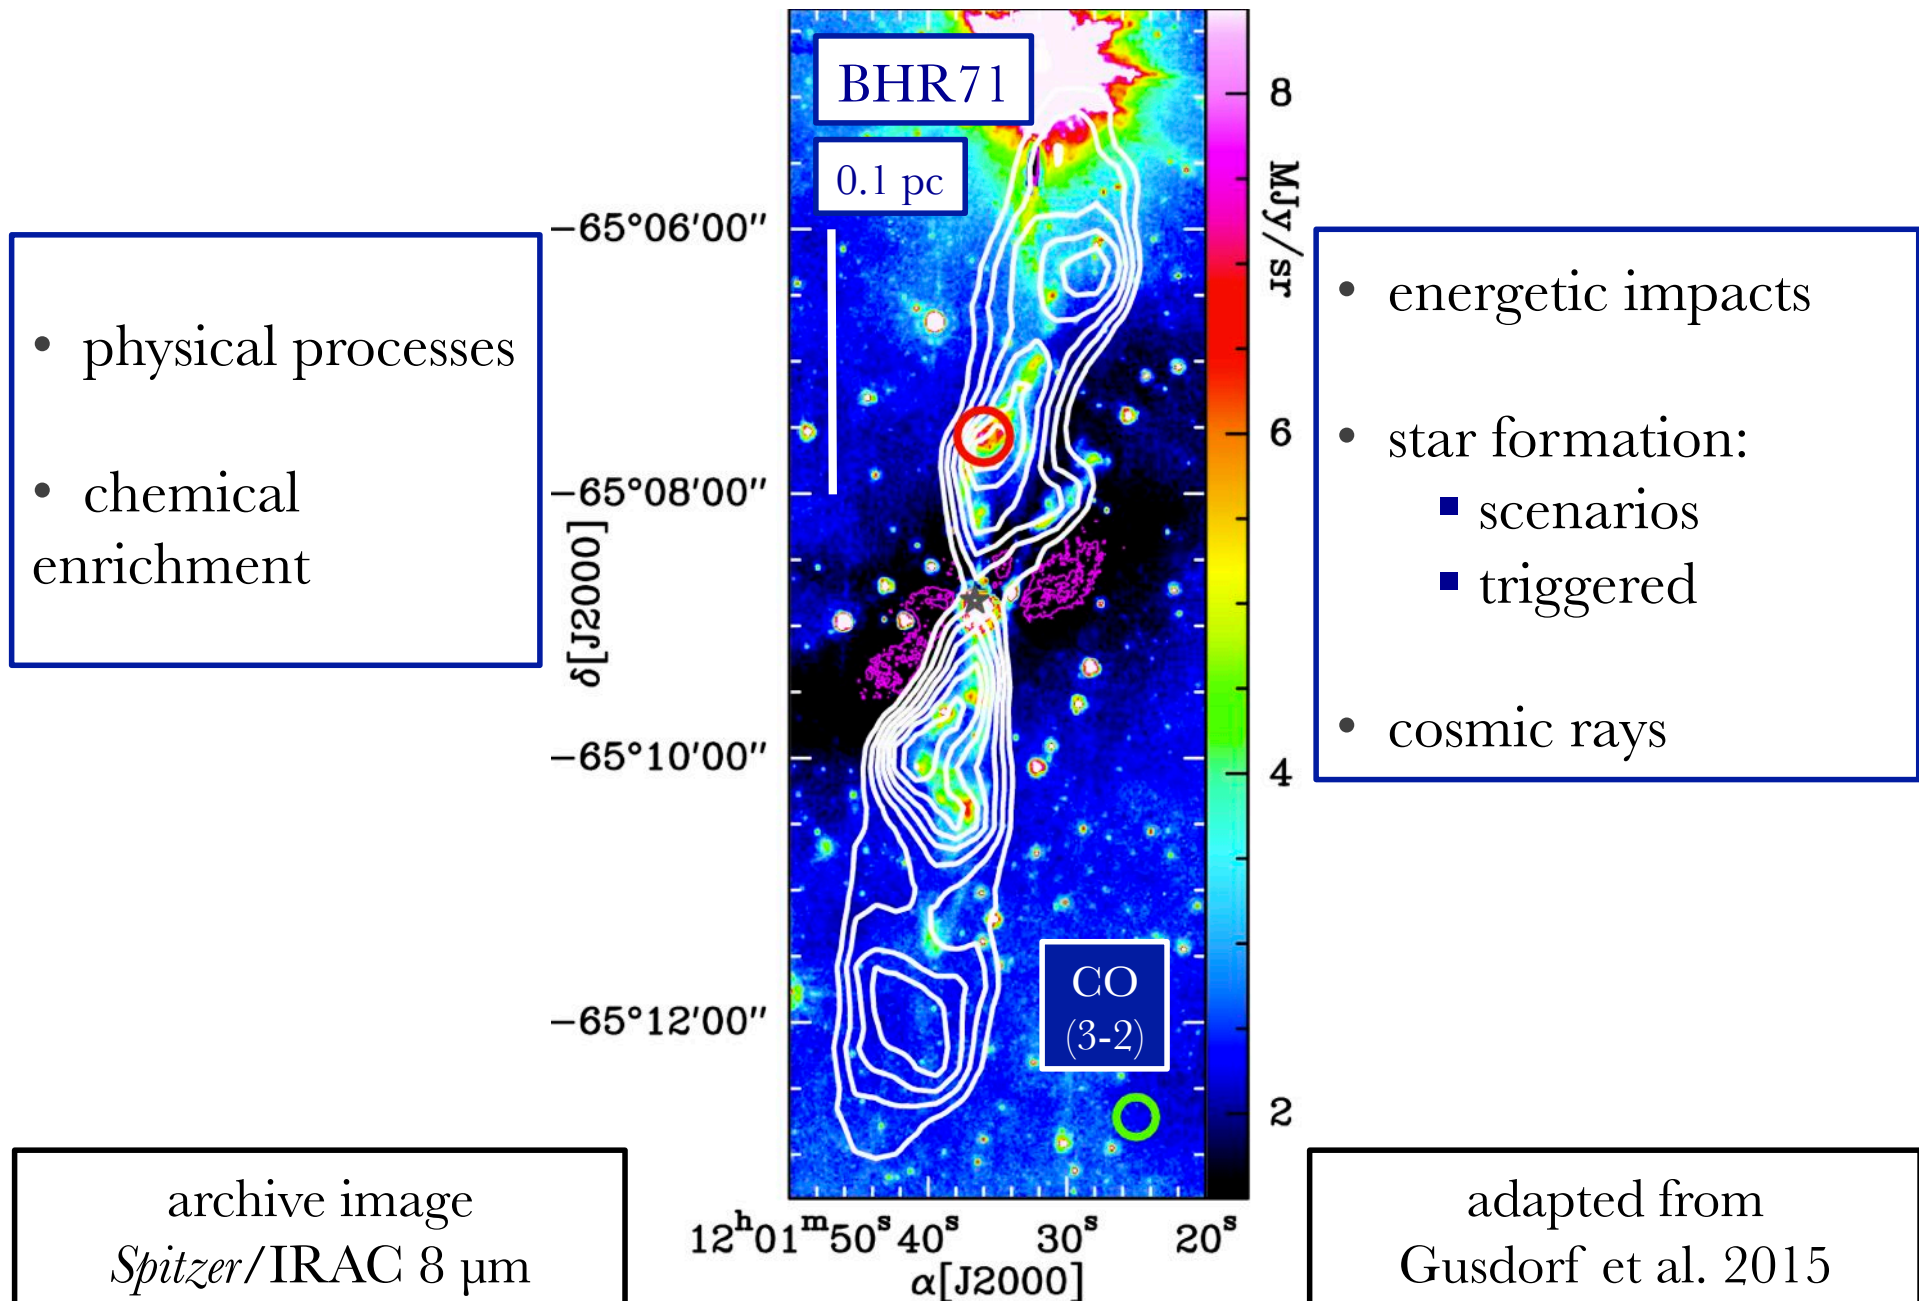 BHR71
0.1 pc
• physical processes
• chemical
enrichment
−65°06′00″
−65°08′00″
−65°10′00″
−65°12′00″
δ[J2000]
CO
(3-2)
12ʰ01ᵐ50ˢ 40ˢ 30ˢ 20ˢ
α[J2000]
8
6
4
2
MJy/sr
• energetic impacts
• star formation:
▪ scenarios
▪ triggered
• cosmic rays
archive image
Spitzer/IRAC 8 µm
adapted from
Gusdorf et al. 2015